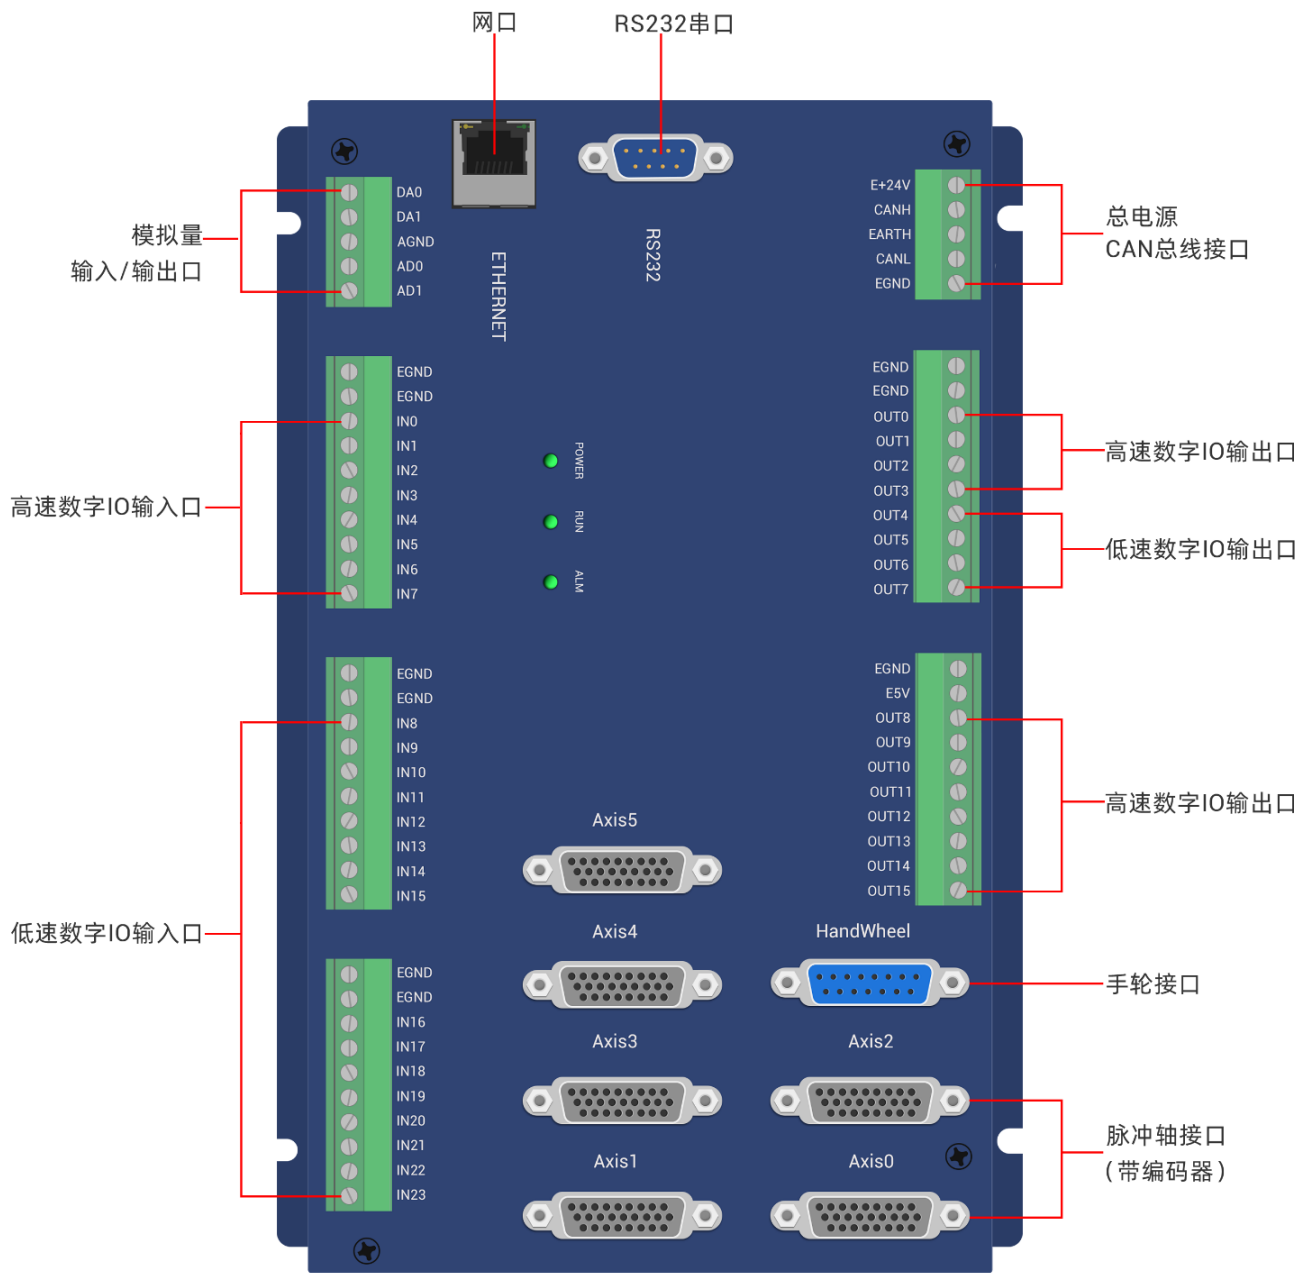 网口
RS232串口
模拟量
输入/输出口
DA0
DA1
AGND
AD0
AD1
ETHERNET
RS232
E+24V
CANH
EARTH
CANL
EGND
总电源
CAN总线接口
高速数字IO输入口
EGND
EGND
IN0
IN1
IN2
IN3
IN4
IN5
IN6
IN7
POWER
RUN
ALM
EGND
EGND
OUT0
OUT1
OUT2
OUT3
OUT4
OUT5
OUT6
OUT7
高速数字IO输出口
低速数字IO输出口
低速数字IO输入口
EGND
EGND
IN8
IN9
IN10
IN11
IN12
IN13
IN14
IN15
EGND
EGND
IN16
IN17
IN18
IN19
IN20
IN21
IN22
IN23
EGND
E5V
OUT8
OUT9
OUT10
OUT11
OUT12
OUT13
OUT14
OUT15
高速数字IO输出口
Axis5
Axis4
HandWheel
手轮接口
Axis3
Axis2
Axis1
Axis0
脉冲轴接口
(带编码器)